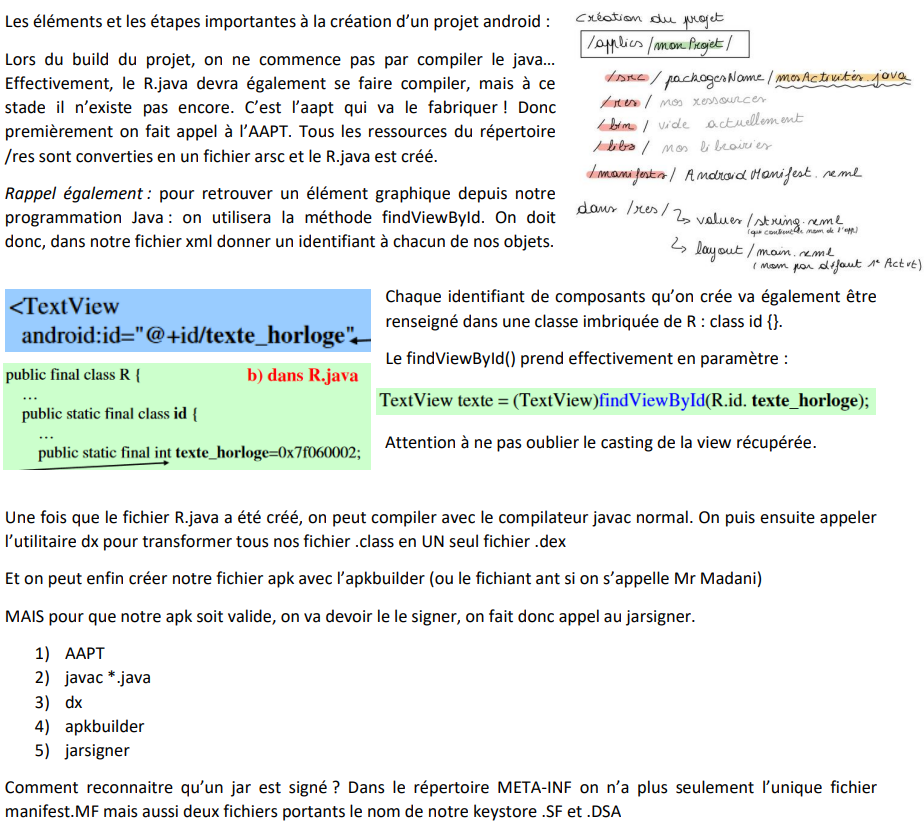 Les éléments et les étapes importantes à la création d'un projet android :
Lors du build du projet, on ne commence pas par compiler le java…
Effectivement, le R.java devra également se faire compiler, mais à ce
stade il n'existe pas encore. C'est l'aapt qui va le fabriquer ! Donc
premièrement on fait appel à l'AAPT. Tous les ressources du répertoire
/res sont converties en un fichier arsc et le R.java est créé.
Rappel également : pour retrouver un élément graphique depuis notre
programmation Java : on utilisera la méthode findViewById. On doit
donc, dans notre fichier xml donner un identifiant à chacun de nos objets.
Création du projet
/applics/mon Projet/
/src/packagesName/mesActivités.java
/res/ mes ressources
/bin/ vide actuellement
/libs/ mes librairies
/manifests/ AndroidManifest.xml
dans /res/
values/string.xml
(que contient le nom de l'app)
layout/main.xml
(nom par défaut 1e Activt)
<TextView
android:id="@+id/texte_horloge"
public final class R {
b) dans R.java
…
public static final class id {
…
public static final int texte_horloge=0x7f060002;
Chaque identifiant de composants qu'on crée va également être
renseigné dans une classe imbriquée de R : class id {}.
Le findViewById() prend effectivement en paramètre :
TextView texte = (TextView)findViewById(R.id. texte_horloge);
Attention à ne pas oublier le casting de la view récupérée.
Une fois que le fichier R.java a été créé, on peut compiler avec le compilateur javac normal. On puis ensuite appeler
l'utilitaire dx pour transformer tous nos fichier .class en UN seul fichier .dex
Et on peut enfin créer notre fichier apk avec l'apkbuilder (ou le fichiant ant si on s'appelle Mr Madani)
MAIS pour que notre apk soit valide, on va devoir le le signer, on fait donc appel au jarsigner.
1) AAPT
2) javac *.java
3) dx
4) apkbuilder
5) jarsigner
Comment reconnaitre qu'un jar est signé ? Dans le répertoire META-INF on n'a plus seulement l'unique fichier
manifest.MF mais aussi deux fichiers portants le nom de notre keystore .SF et .DSA